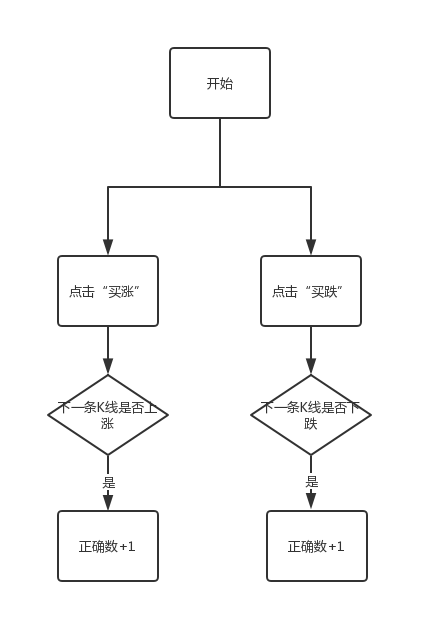 开始
点击“买涨”
点击“买跌”
下一条K线是否上
涨
下一条K线是否下
跌
是
是
正确数+1
正确数+1